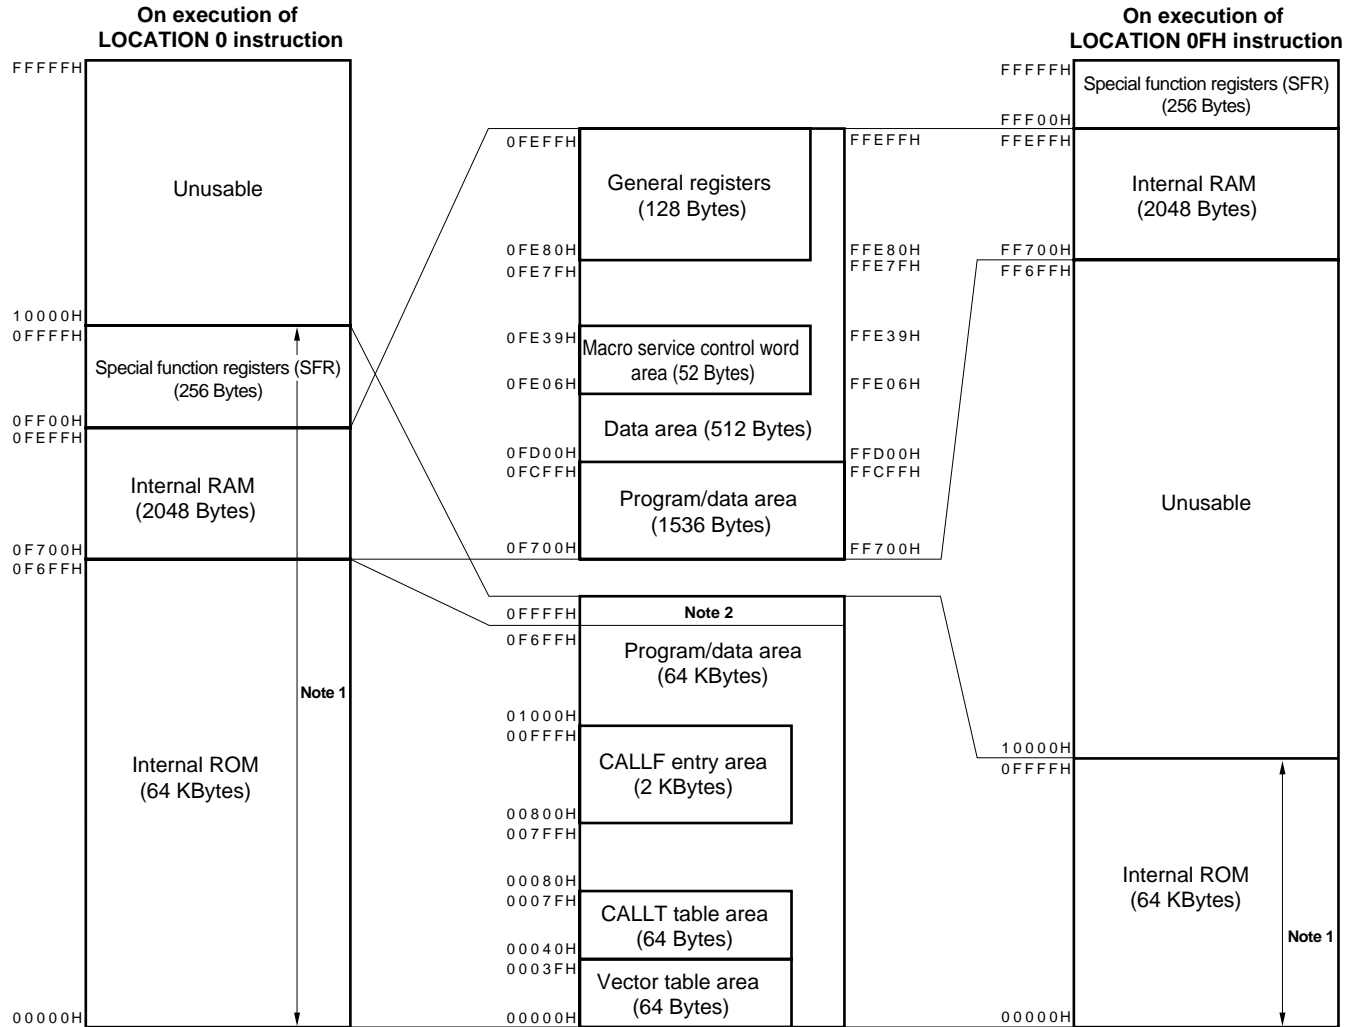 On execution of
LOCATION 0 instruction
FFFFFH
Unusable
10000H
0FFFFH
Special function registers (SFR)
(256 Bytes)
0FF00H
0FEFFH
Internal RAM
(2048 Bytes)
0F700H
0F6FFH
Note 1
Internal ROM
(64 KBytes)
00000H
0FEFFH
General registers
(128 Bytes)
FFEFFH
0FE80H
FFE80H
0FE7FH
FFE7FH
0FE39H
Macro service control word
area (52 Bytes)
FFE39H
0FE06H
FFE06H
Data area (512 Bytes)
0FD00H
FFD00H
0FCFFH
FFCFFH
Program/data area
(1536 Bytes)
0F700H
FF700H
0FFFFH
Note 2
0F6FFH
Program/data area
(64 KBytes)
01000H
00FFFH
CALLF entry area
(2 KBytes)
00800H
007FFH
00080H
0007FH
CALLT table area
(64 Bytes)
00040H
0003FH
Vector table area
(64 Bytes)
00000H
On execution of
LOCATION 0FH instruction
FFFFFH
Special function registers (SFR)
(256 Bytes)
FFF00H
FFEFFH
Internal RAM
(2048 Bytes)
FF700H
FF6FFH
Unusable
10000H
0FFFFH
Internal ROM
(64 KBytes)
Note 1
00000H